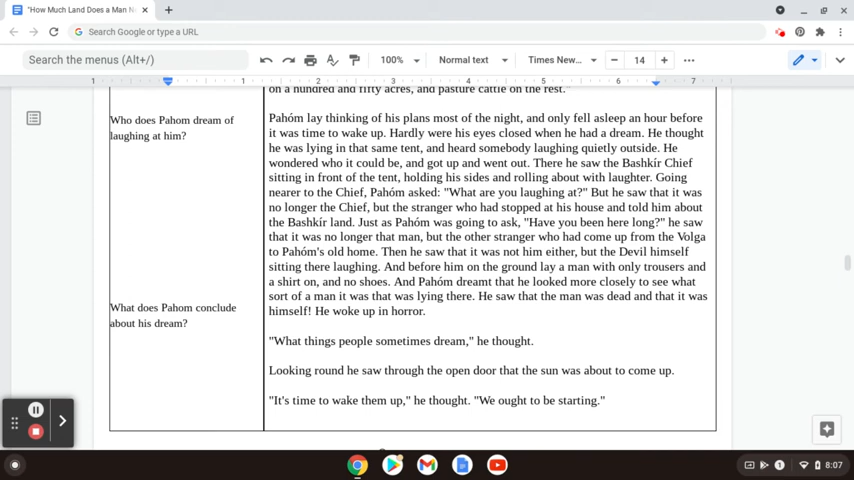 "How Much Land Does a Man N
Search Google or type a URL
Search the menus (Alt+/)
100%
Normal text
Times New...
14
1 1 2 3 4 5 6 7
on a hundred and fifty acres, and pasture cattle on the rest."
Who does Pahom dream of
laughing at him?
Pahóm lay thinking of his plans most of the night, and only fell asleep an hour before
it was time to wake up. Hardly were his eyes closed when he had a dream. He thought
he was lying in that same tent, and heard somebody laughing quietly outside. He
wondered who it could be, and got up and went out. There he saw the Bashkír Chief
sitting in front of the tent, holding his sides and rolling about with laughter. Going
nearer to the Chief, Pahóm asked: "What are you laughing at?" But he saw that it was
no longer the Chief, but the stranger who had stopped at his house and told him about
the Bashkír land. Just as Pahóm was going to ask, "Have you been here long?" he saw
that it was no longer that man, but the other stranger who had come up from the Volga
to Pahóm's old home. Then he saw that it was not him either, but the Devil himself
sitting there laughing. And before him on the ground lay a man with only trousers and
a shirt on, and no shoes. And Pahóm dreamt that he looked more closely to see what
sort of a man it was that was lying there. He saw that the man was dead and that it was
himself! He woke up in horror.
What does Pahom conclude
about his dream?
"What things people sometimes dream," he thought.
Looking round he saw through the open door that the sun was about to come up.
"It's time to wake them up," he thought. "We ought to be starting."
1
8:07